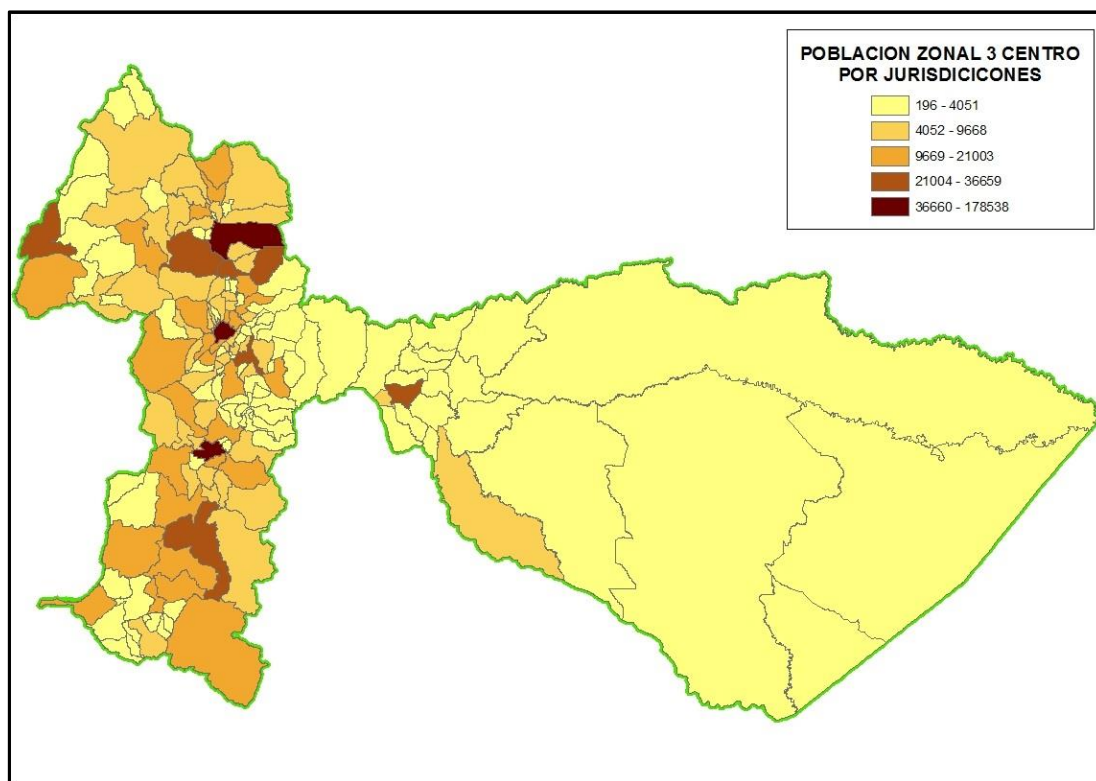 POBLACION ZONAL 3 CENTRO
POR JURISDICICONES
196 - 4051
4052 - 9668
9669 - 21003
21004 - 36659
36660 - 178538